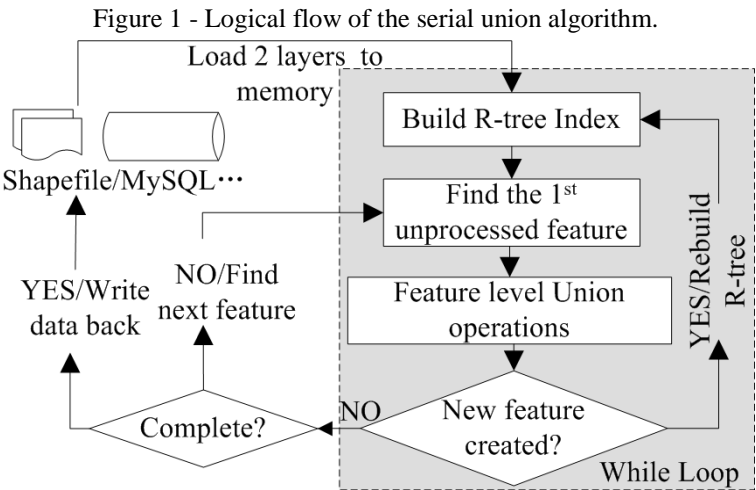 Figure 1 - Logical flow of the serial union algorithm.
Load 2 layers to
memory
Build R-tree Index
Shapefile/MySQL…
Find the 1st
unprocessed feature
YES/Rebuild
R-tree
NO/Find
next feature
YES/Write
data back
Feature level Union
operations
NO
Complete?
New feature
created?
While Loop